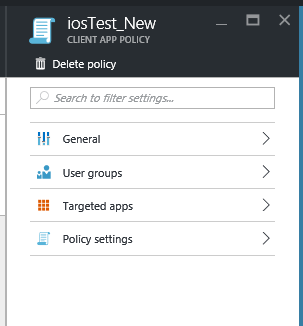 iosTest_New
CLIENT APP POLICY
Delete policy
Search to filter settings...
General
User groups
Targeted apps
Policy settings